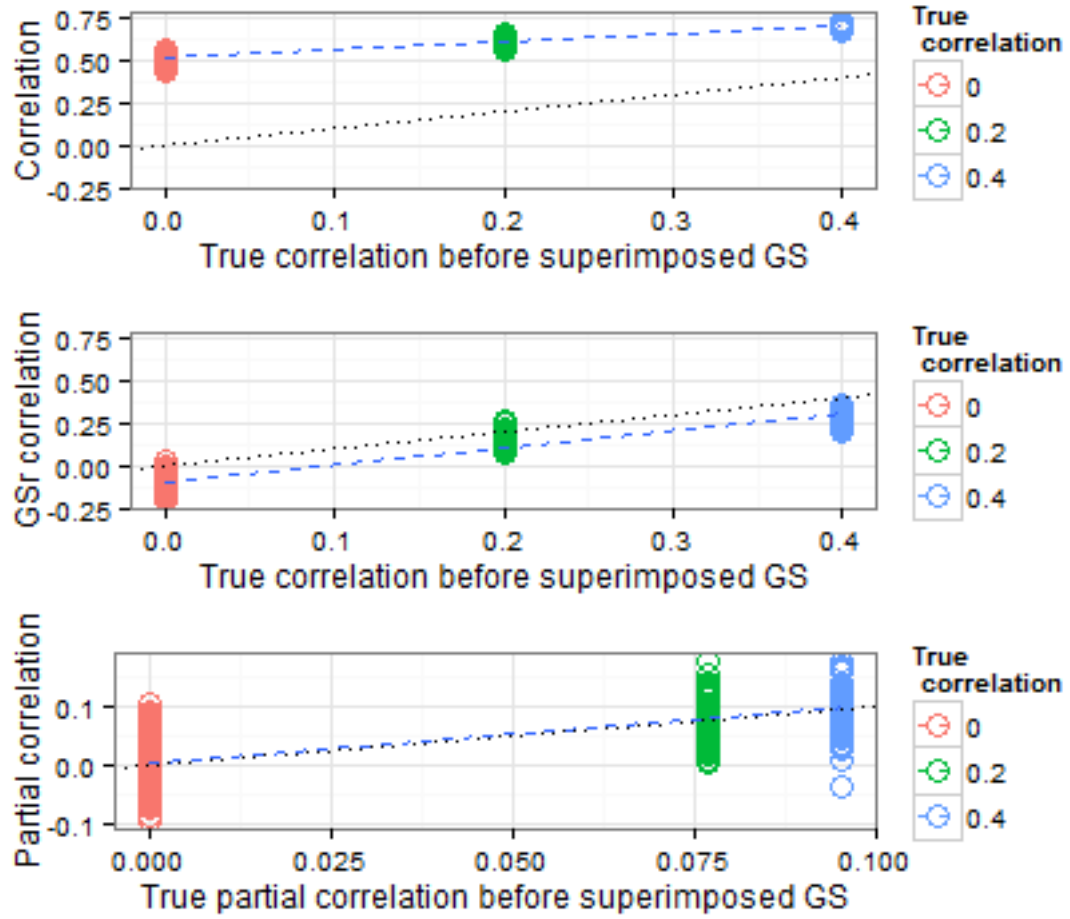 Correlation
0.75
0.50
0.25
0.00
-0.25
0.0 0.1 0.2 0.3 0.4
True correlation before superimposed GS
True
correlation
0
0.2
0.4
GSr correlation
0.75
0.50
0.25
0.00
-0.25
0.0 0.1 0.2 0.3 0.4
True correlation before superimposed GS
True
correlation
0
0.2
0.4
Partial correlation
0.1
0.0
-0.1
0.000 0.025 0.050 0.075 0.100
True partial correlation before superimposed GS
True
correlation
0
0.2
0.4